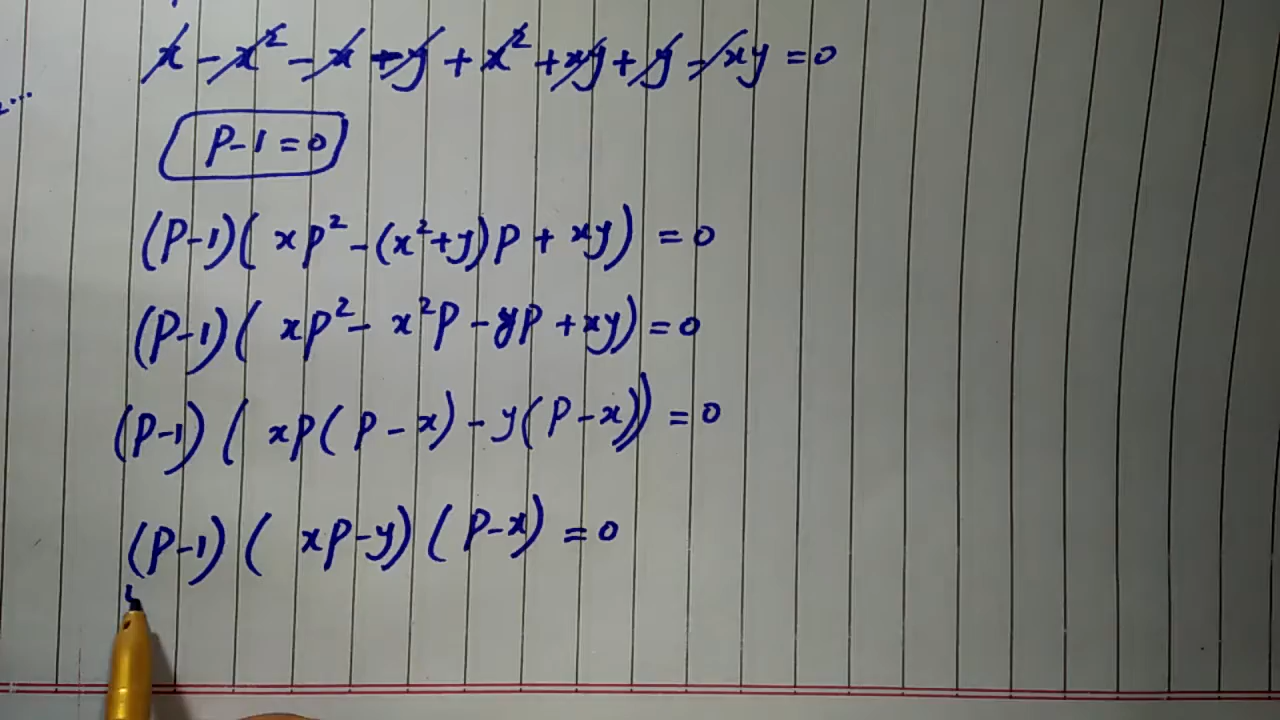 x - x² - x + y + x² + xy + y - xy = 0
P-1=0
(P-1)( xp² - (x²+y)p + xy) = 0
(P-1)( xp² - x²p - yp + xy) = 0
(P-1) ( xp( p - x) - y( p - x)) = 0
(P-1) ( xp-y) ( p-x) = 0